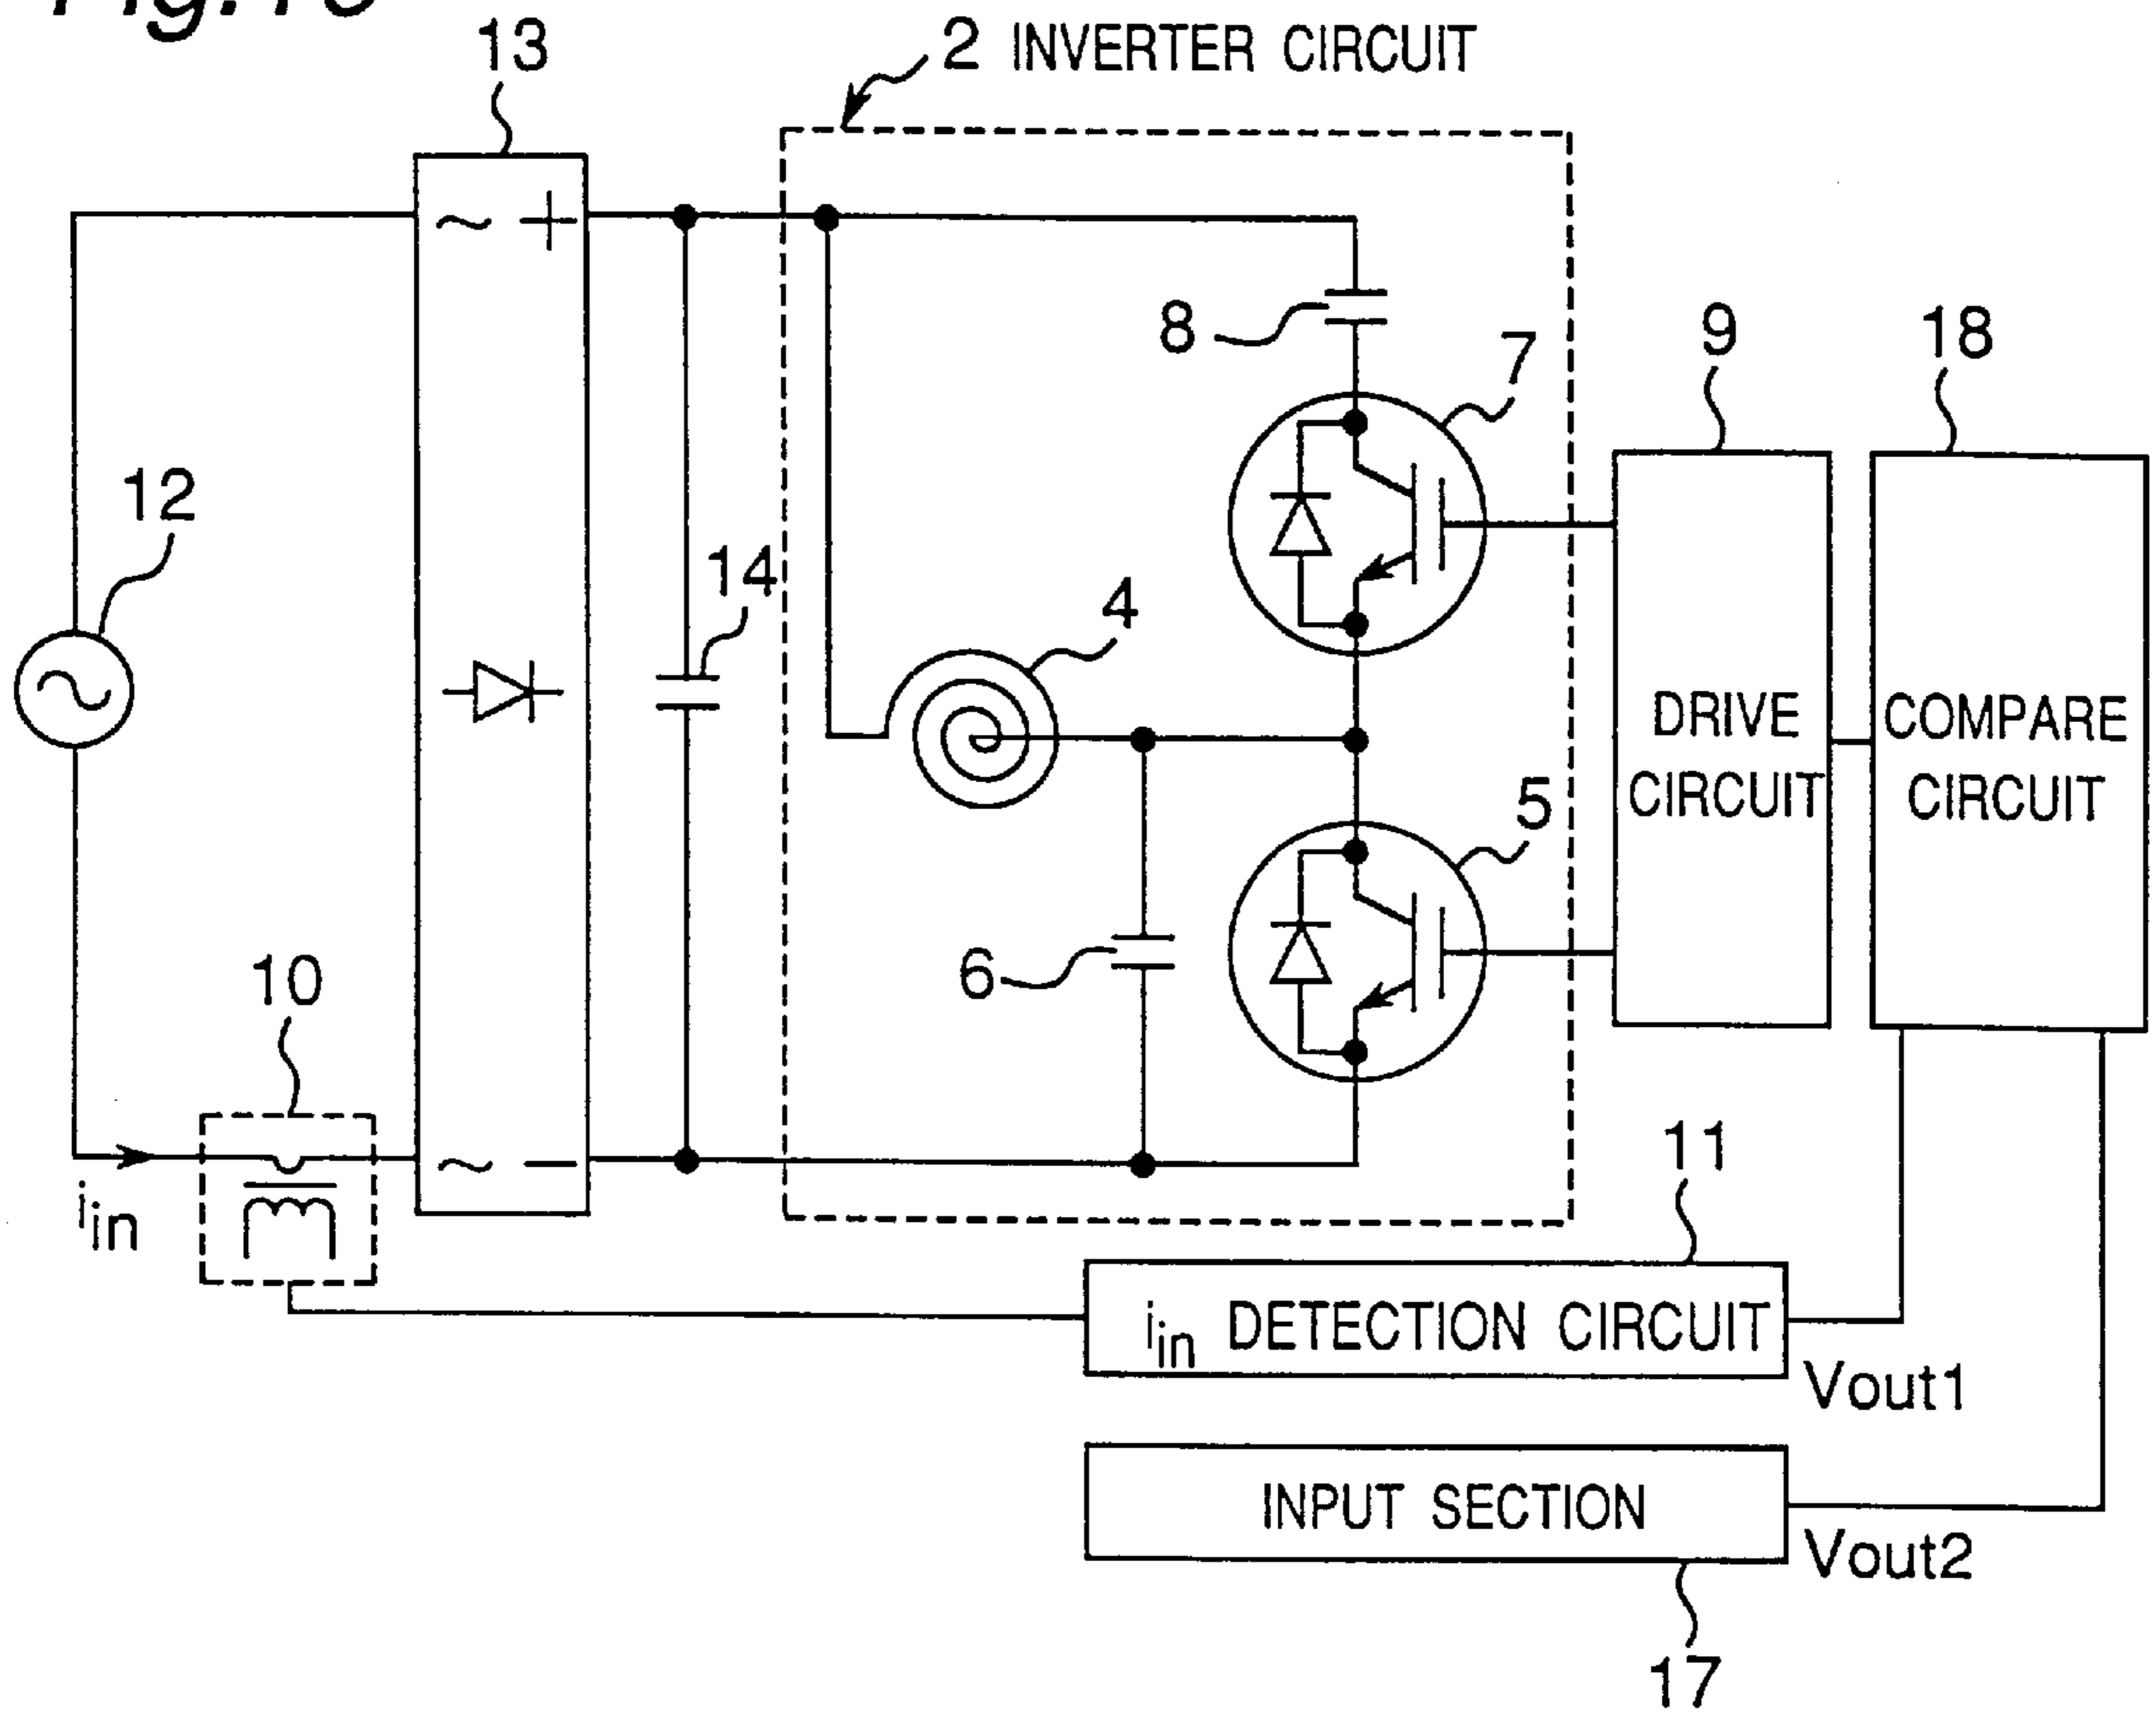 13
2 INVERTER CIRCUIT
8
7
9
18
12
14
4
DRIVE
CIRCUIT
COMPARE
CIRCUIT
5
6
10
11
iin
iin DETECTION CIRCUIT
Vout1
INPUT SECTION
Vout2
17